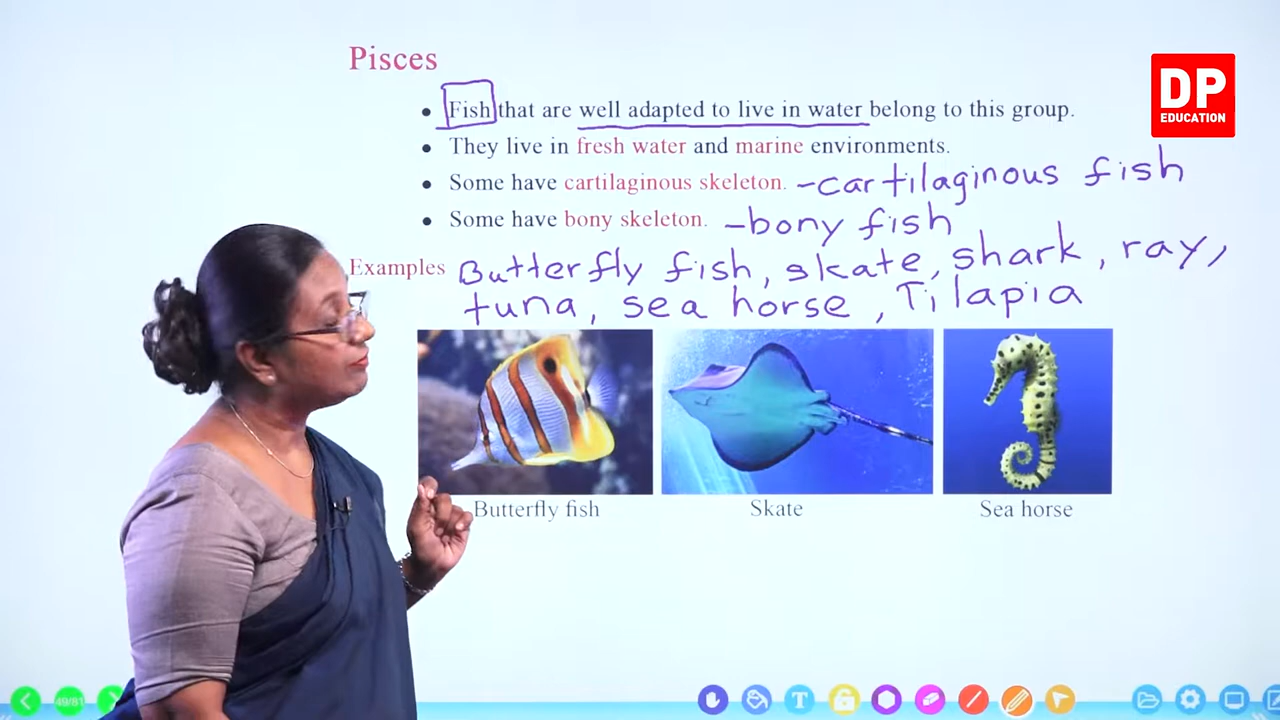 Pisces
DP
EDUCATION
• Fish that are well adapted to live in water belong to this group.
• They live in fresh water and marine environments.
• Some have cartilaginous skeleton. -cartilaginous fish
• Some have bony skeleton. -bony fish
Examples Butterfly fish, skate, shark, ray,
tuna, sea horse, Tilapia
Butterfly fish
Skate
Sea horse
49/81
T